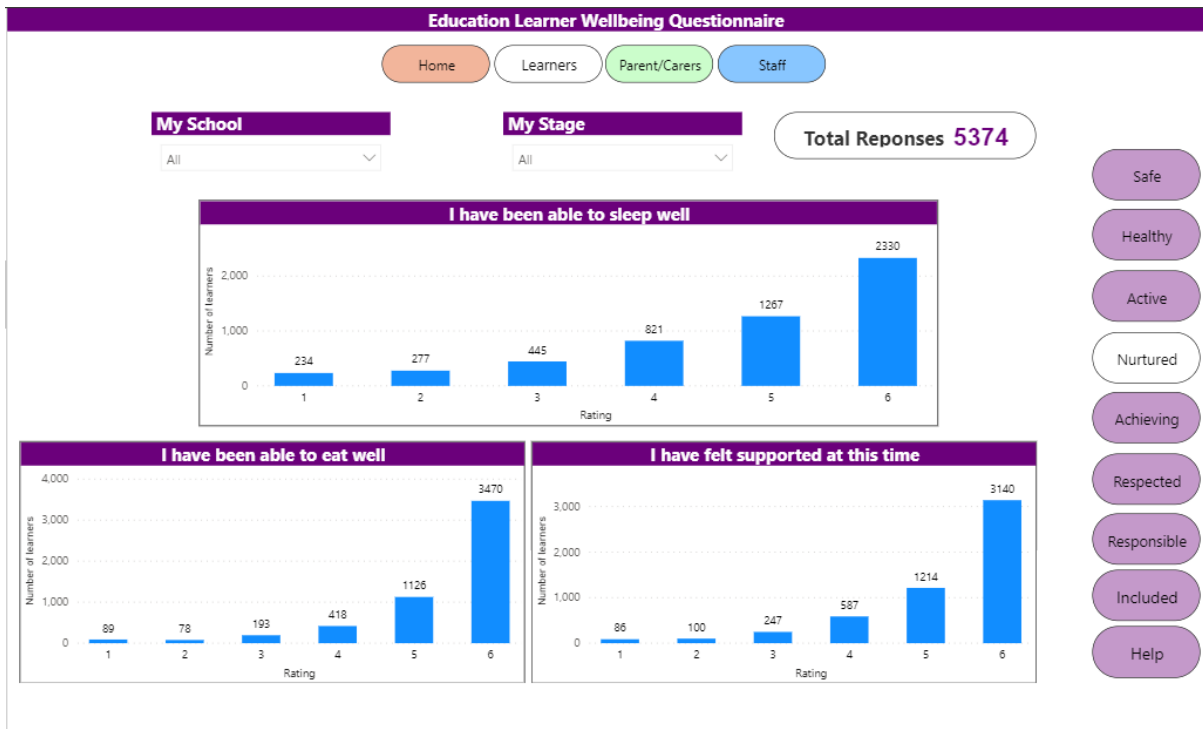 Education Learner Wellbeing Questionnaire
Home Learners Parent/Carers Staff
My School My Stage Total Reponses 5374
All All
Safe
Healthy
Active
Nurtured
Achieving
Respected
Responsible
Included
Help
I have been able to sleep well
Number of learners
2,000
1,000
0
234 277 445 821 1267 2330
1 2 3 4 5 6
Rating
I have been able to eat well
Number of learners
4,000
3,000
2,000
1,000
0
89 78 193 418 1126 3470
1 2 3 4 5 6
Rating
I have felt supported at this time
Number of learners
3,000
2,000
1,000
0
86 100 247 587 1214 3140
1 2 3 4 5 6
Rating